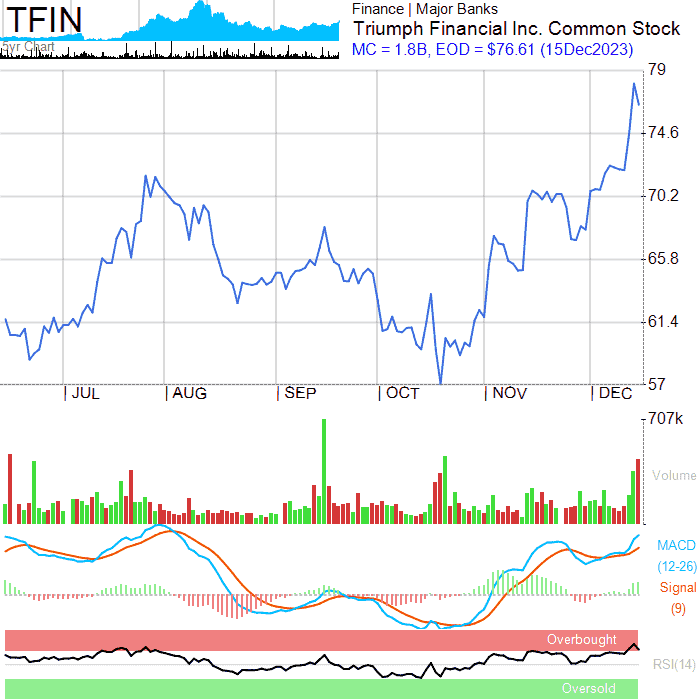 TFIN
5yr Chart
Finance | Major Banks
Triumph Financial Inc. Common Stock
MC = 1.8B, EOD = $76.61 (15Dec2023)
79
74.6
70.2
65.8
61.4
57
| JUL | AUG | SEP | OCT | NOV | DEC
707k
Volume
MACD
(12-26)
Signal
(9)
Overbought
RSI(14)
Oversold